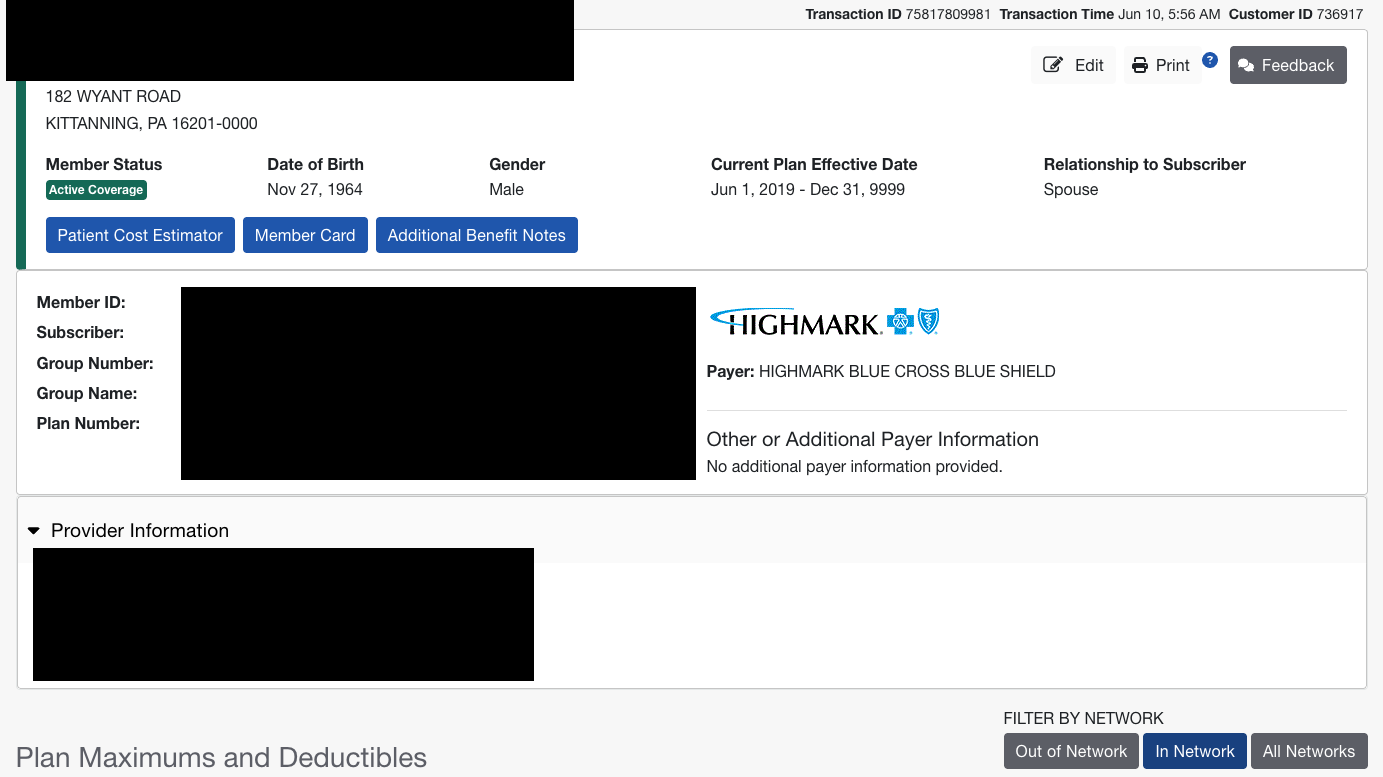 Transaction ID 75817809981 Transaction Time Jun 10, 5:56 AM Customer ID 736917
Edit Print ? Feedback
182 WYANT ROAD
KITTANNING, PA 16201-0000
Member Status Date of Birth Gender Current Plan Effective Date Relationship to Subscriber
Active Coverage Nov 27, 1964 Male Jun 1, 2019 - Dec 31, 9999 Spouse
Patient Cost Estimator Member Card Additional Benefit Notes
Member ID:
Subscriber:
Group Number:
Group Name:
Plan Number:
HIGHMARK.
Payer: HIGHMARK BLUE CROSS BLUE SHIELD
Other or Additional Payer Information
No additional payer information provided.
Provider Information
FILTER BY NETWORK
Out of Network In Network All Networks
Plan Maximums and Deductibles